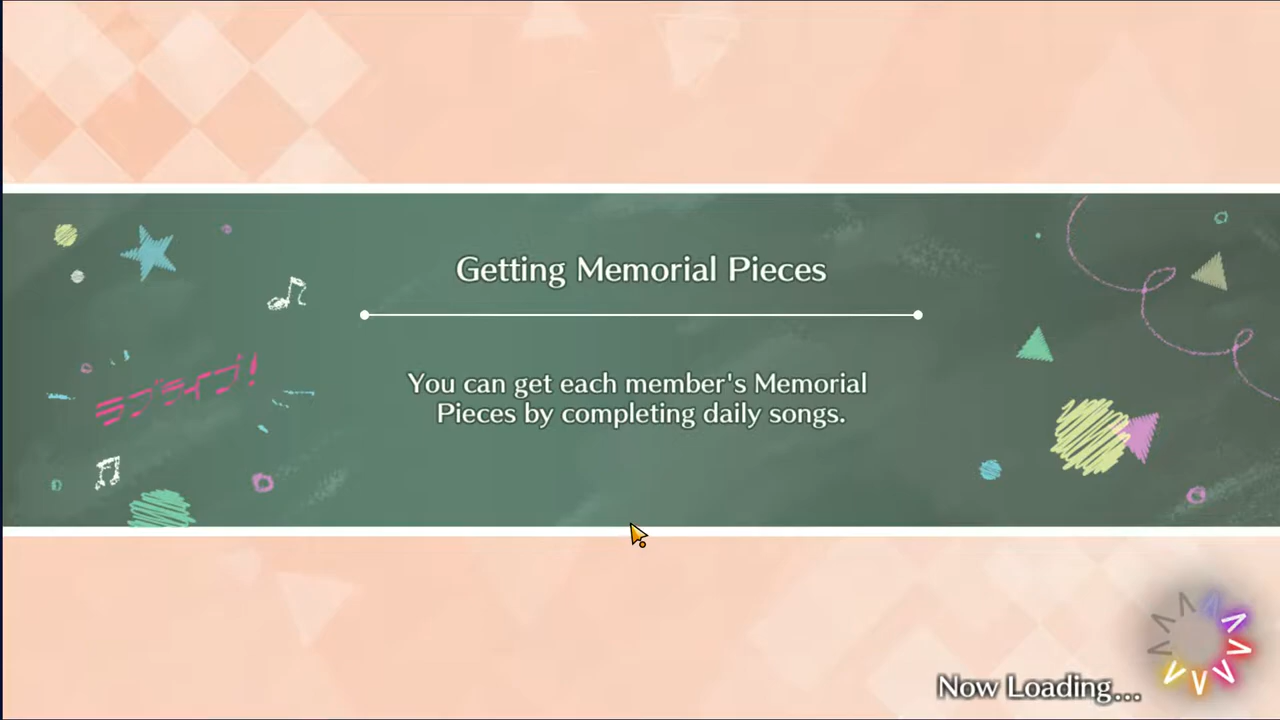 Getting Memorial Pieces
ラブライブ!
You can get each member's Memorial
Pieces by completing daily songs.
Now Loading...